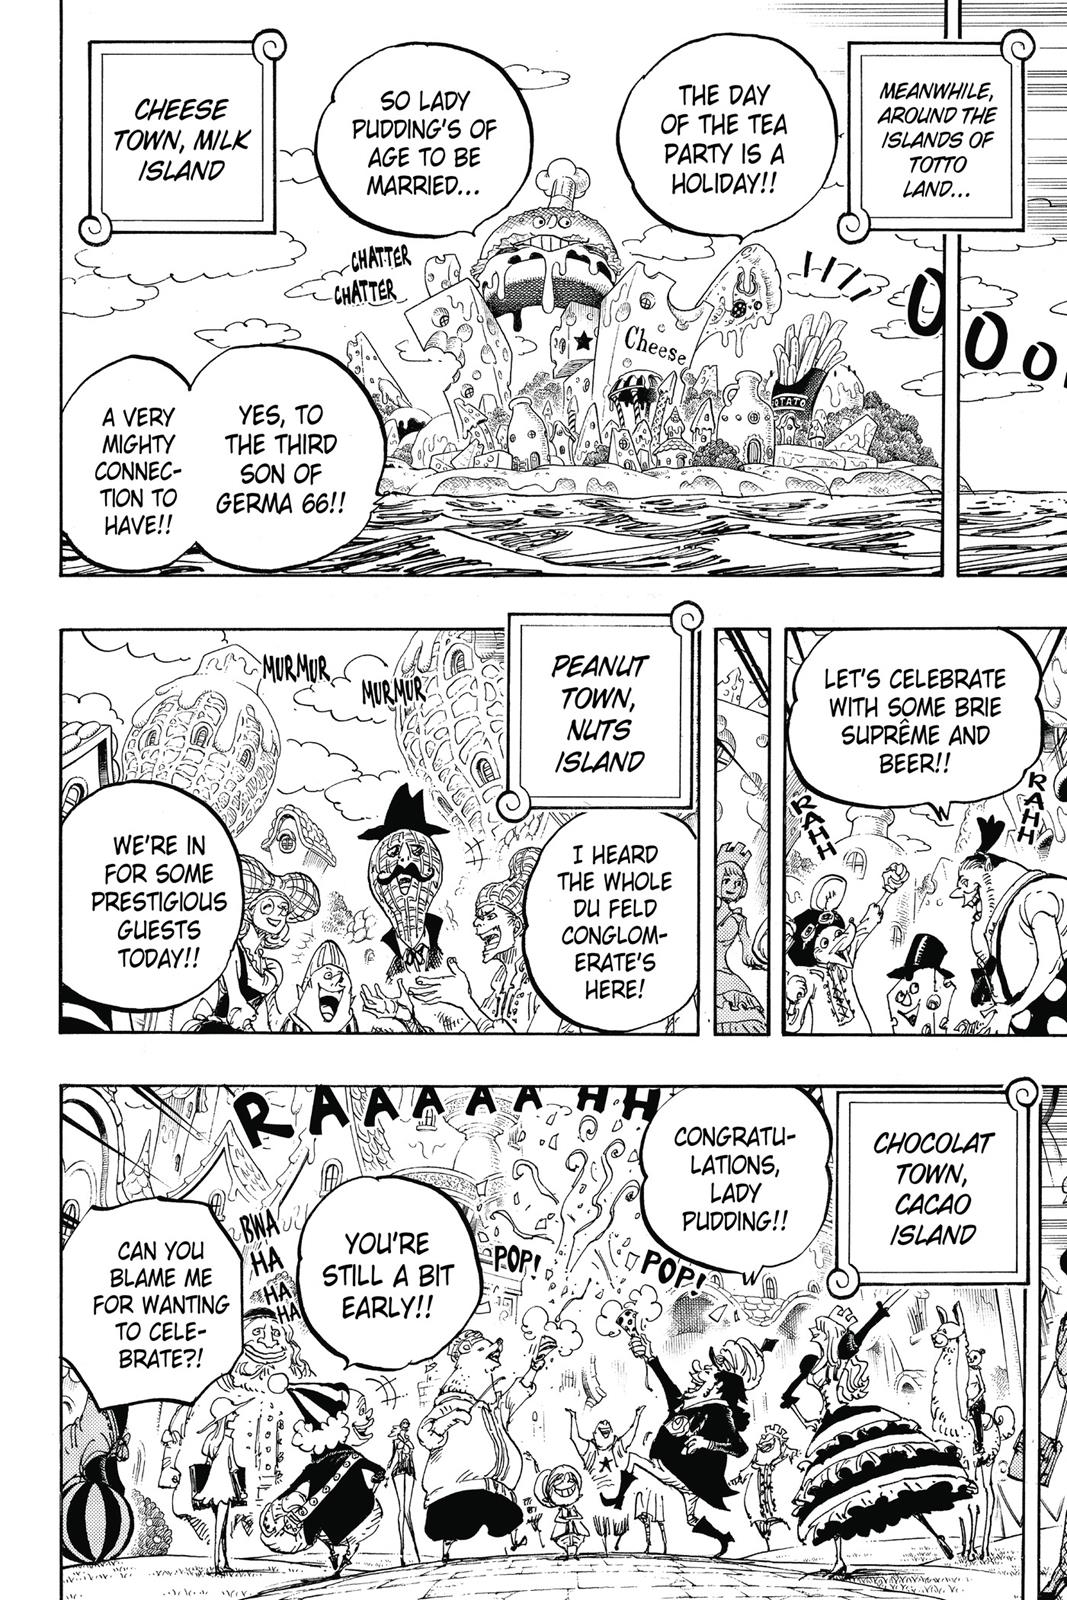 MEANWHILE,
AROUND THE
ISLANDS OF
TOTTO
LAND...
THE DAY
OF THE TEA
PARTY IS A
HOLIDAY!!
SO LADY
PUDDING'S OF
AGE TO BE
MARRIED...
CHEESE
TOWN, MILK
ISLAND
CHATTER
CHATTER
Cheese
POTATO
OOO
YES, TO
THE THIRD
SON OF
GERMA 66!!
A VERY
MIGHTY
CONNEC-
TION TO
HAVE!!
LET'S CELEBRATE
WITH SOME BRIE
SUPRÊME AND
BEER!!
RAHH
RAHH
PEANUT
TOWN,
NUTS
ISLAND
MURMUR
MURMUR
I HEARD
THE WHOLE
DU FELD
CONGLOM-
ERATE'S
HERE!
WE'RE IN
FOR SOME
PRESTIGIOUS
GUESTS
TODAY!!
CHOCOLAT
TOWN,
CACAO
ISLAND
CONGRATU-
LATIONS,
LADY
PUDDING!!
RAAAAAHH
POP!
POP!
YOU'RE
STILL A BIT
EARLY!!
BWA
HA
HA
HA
CAN YOU
BLAME ME
FOR WANTING
TO CELE-
BRATE?!